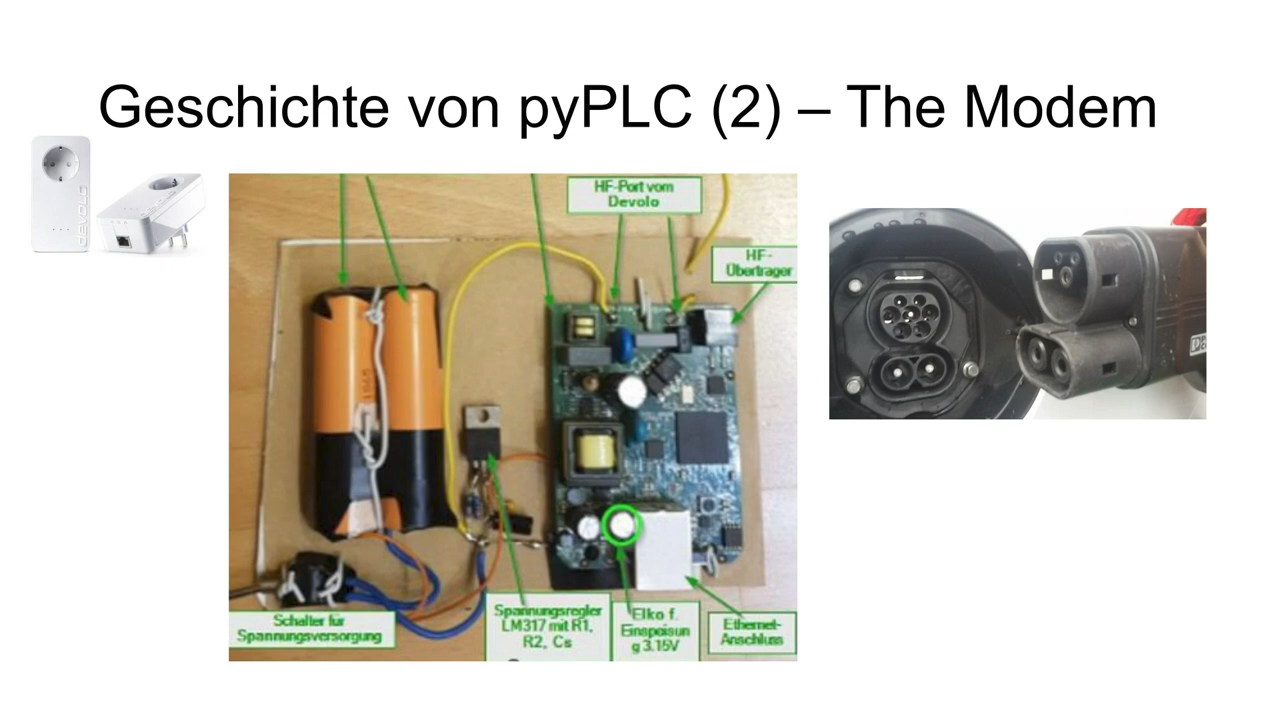 Geschichte von pyPLC (2) – The Modem
devolo
HF-Port vom
Devolo
HF-
Übertrager
Schalter für
Spannungsversorgung
Spannungsregler
LM317 mit R1,
R2, Cs
Elko f.
Einspeisun
g 3.15V
Ethernet-
Anschluss